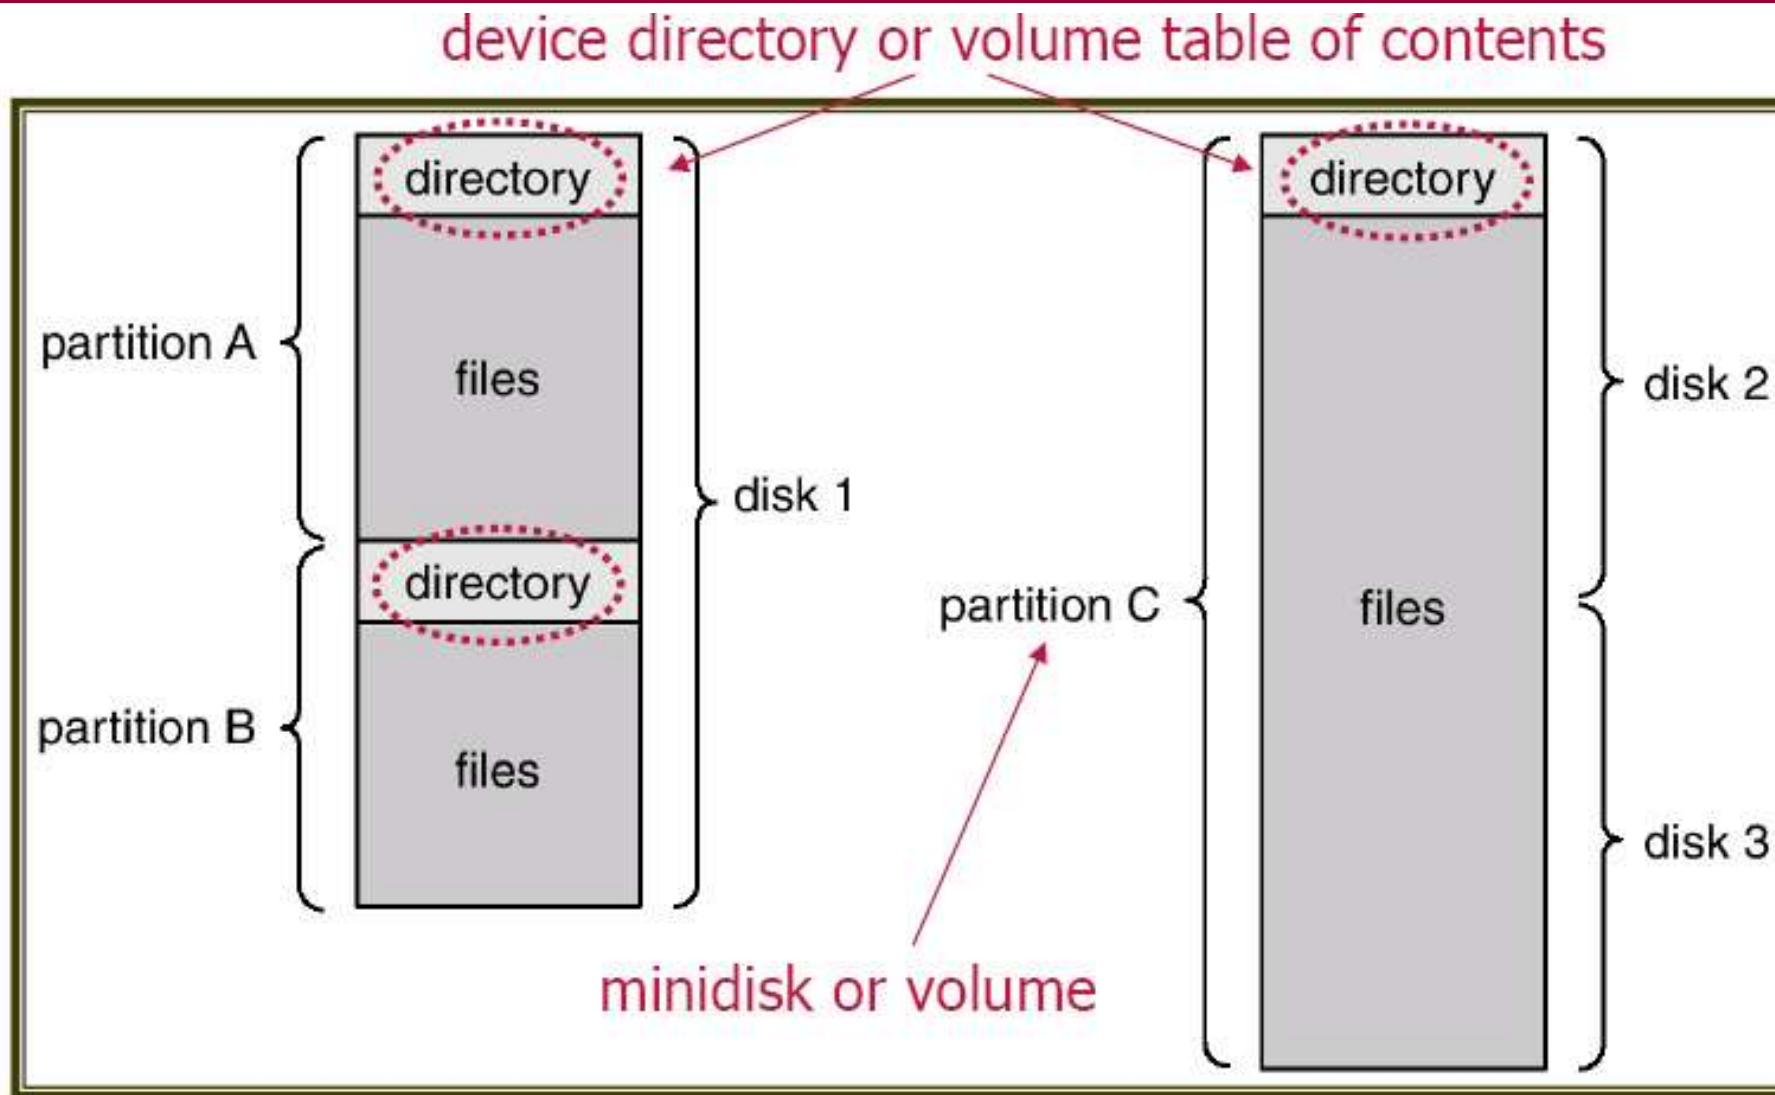 device directory or volume table of contents
directory
partition A
files
disk 1
directory
partition B
files
directory
disk 2
partition C
files
disk 3
minidisk or volume